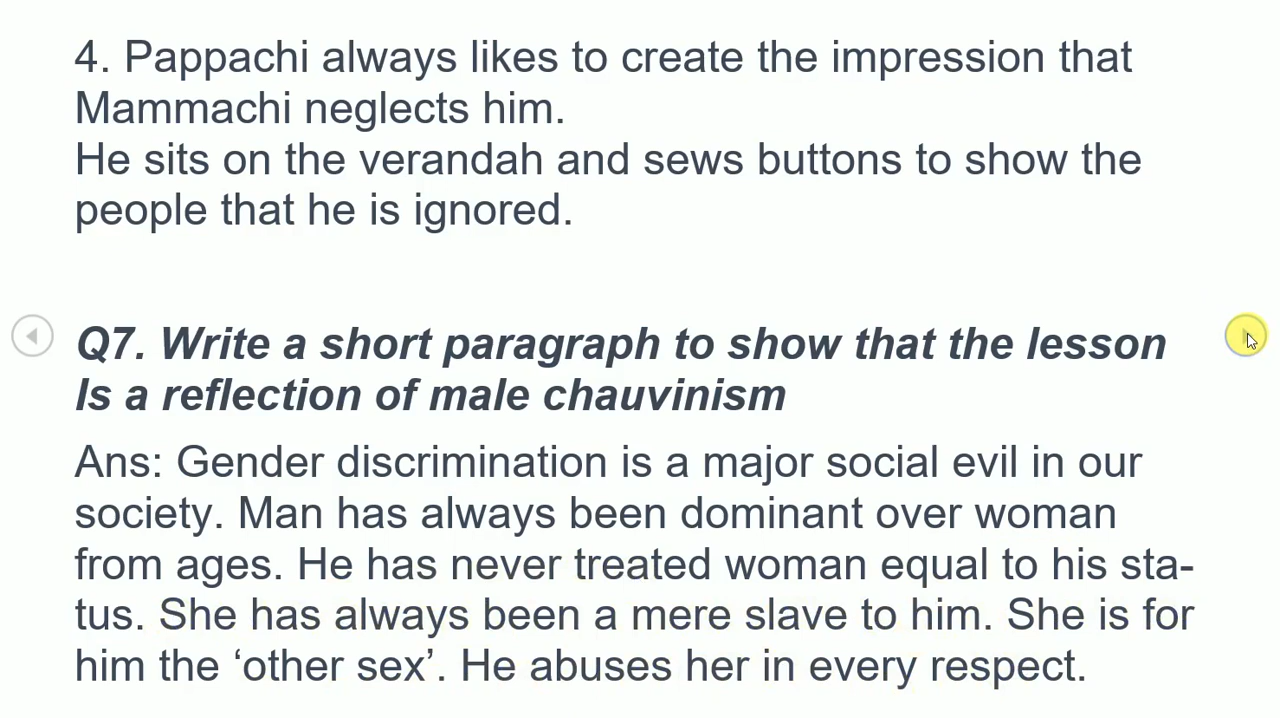 4. Pappachi always likes to create the impression that
Mammachi neglects him.
He sits on the verandah and sews buttons to show the
people that he is ignored.
Q7. Write a short paragraph to show that the lesson
Is a reflection of male chauvinism
Ans: Gender discrimination is a major social evil in our
society. Man has always been dominant over woman
from ages. He has never treated woman equal to his sta-
tus. She has always been a mere slave to him. She is for
him the ‘other sex’. He abuses her in every respect.